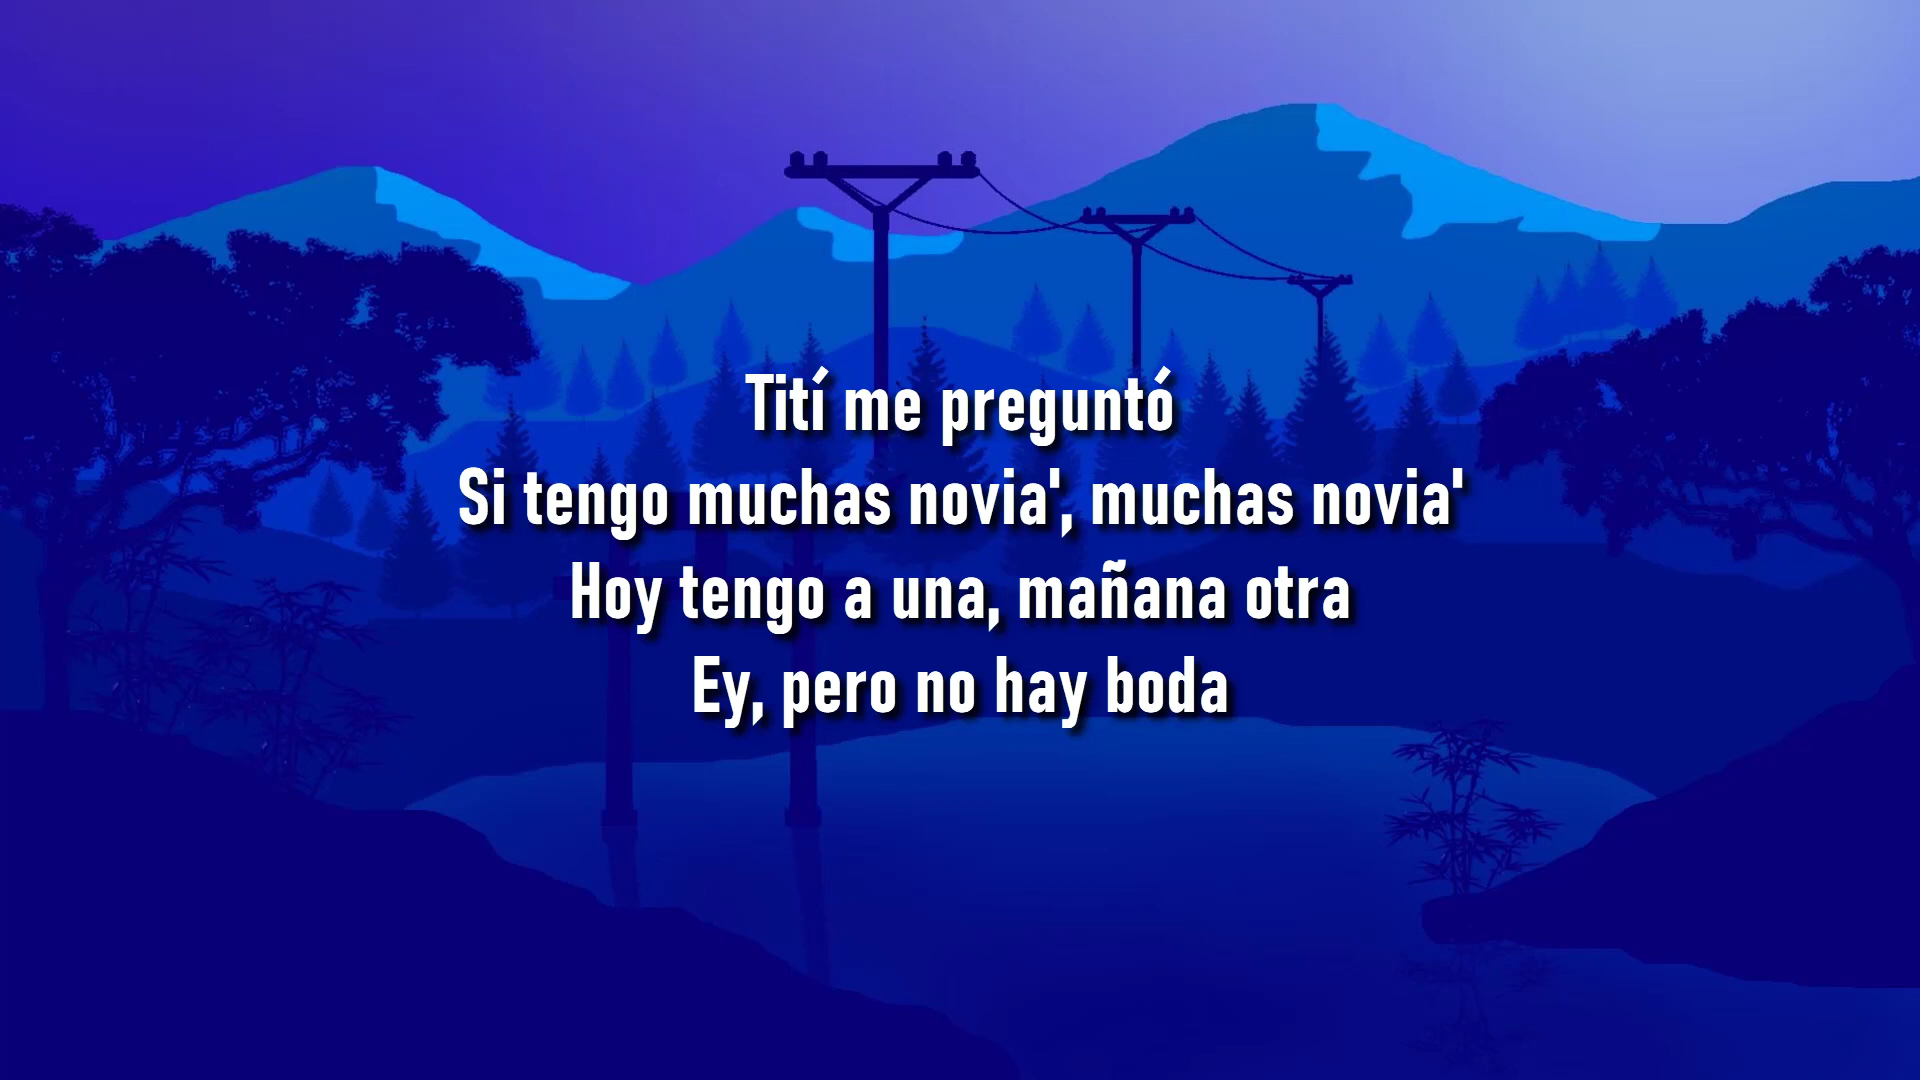 Tití me preguntó
Si tengo muchas novia', muchas novia'
Hoy tengo a una, mañana otra
Ey, pero no hay boda